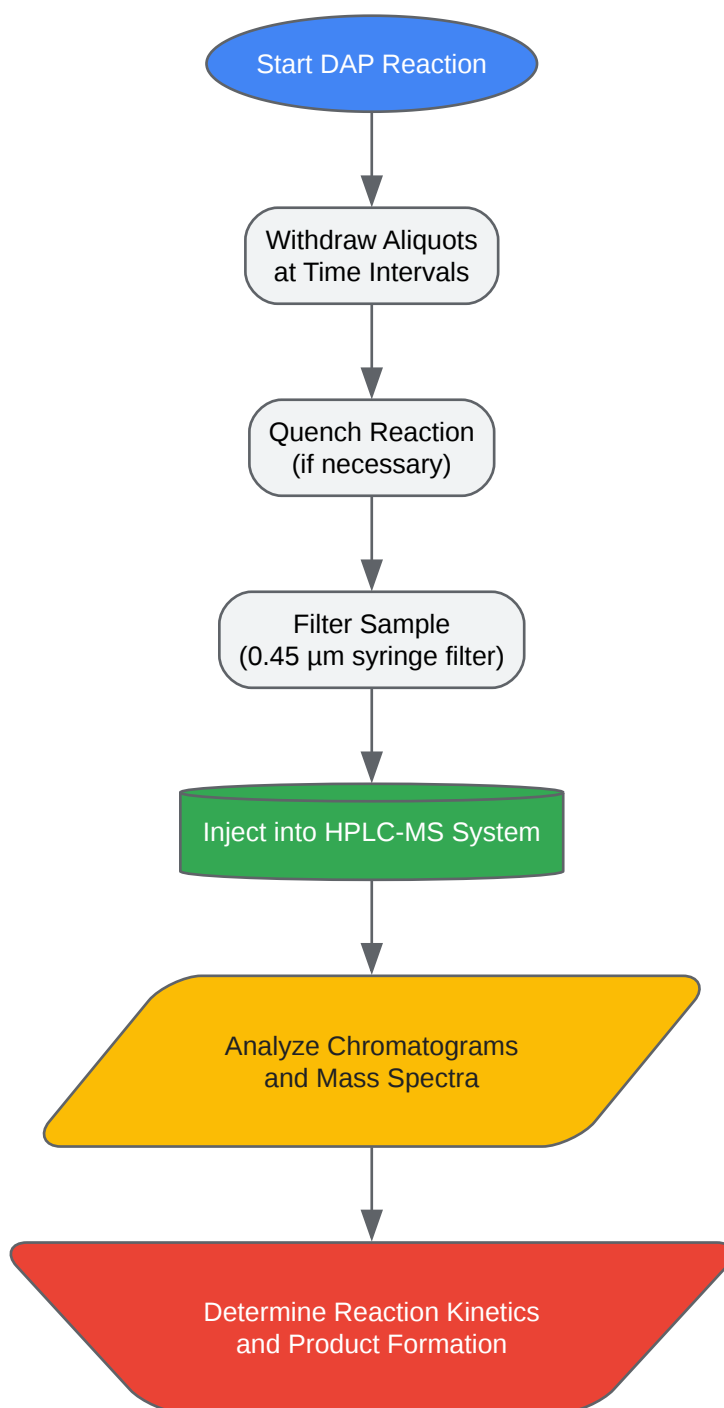 Start DAP Reaction
Withdraw Aliquots
at Time Intervals
Quench Reaction
(if necessary)
Filter Sample
(0.45 µm syringe filter)
Inject into HPLC-MS System
Analyze Chromatograms
and Mass Spectra
Determine Reaction Kinetics
and Product Formation